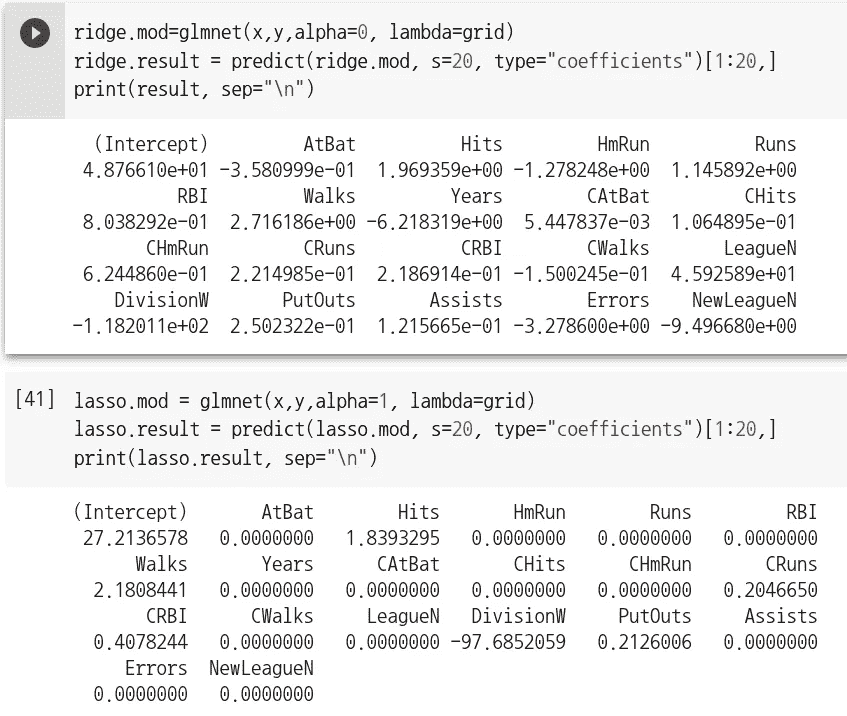 ridge.mod=glmnet(x,y,alpha=0, lambda=grid)
ridge.result = predict(ridge.mod, s=20, type="coefficients")[1:20,]
print(result, sep="\n")
(Intercept) AtBat Hits HmRun Runs
4.876610e+01 -3.580999e-01 1.969359e+00 -1.278248e+00 1.145892e+00
RBI Walks Years CAtBat CHits
8.038292e-01 2.716186e+00 -6.218319e+00 5.447837e-03 1.064895e-01
CHmRun CRuns CRBI CWalks LeagueN
6.244860e-01 2.214985e-01 2.186914e-01 -1.500245e-01 4.592589e+01
DivisionW PutOuts Assists Errors NewLeagueN
-1.182011e+02 2.502322e-01 1.215665e-01 -3.278600e+00 -9.496680e+00
[41] lasso.mod = glmnet(x,y,alpha=1, lambda=grid)
lasso.result = predict(lasso.mod, s=20, type="coefficients")[1:20,]
print(lasso.result, sep="\n")
(Intercept) AtBat Hits HmRun Runs RBI
27.2136578 0.0000000 1.8393295 0.0000000 0.0000000 0.0000000
Walks Years CAtBat CHits CHmRun CRuns
2.1808441 0.0000000 0.0000000 0.0000000 0.0000000 0.2046650
CRBI CWalks LeagueN DivisionW PutOuts Assists
0.4078244 0.0000000 0.0000000 -97.6852059 0.2126006 0.0000000
Errors NewLeagueN
0.0000000 0.0000000